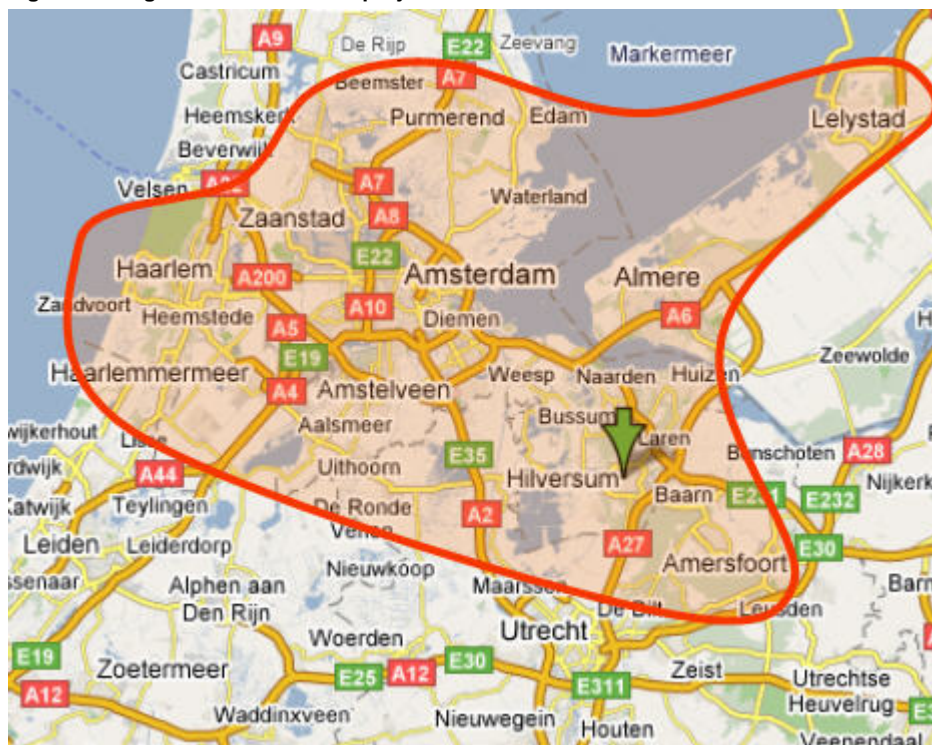 A9
De Rijp
E22
Zeevang
Markermeer
Castricum
A7
Beemster
Heemskerk
Purmerend
Edam
Lelystad
Beverwijk
Velsen
A7
Waterland
Zaanstad
A8
E22
Haarlem
A200
Amsterdam
Almere
Zandvoort
A10
Heemstede
A5
Diemen
A6
E19
Zeewolde
Haarlemmermeer
A4
Amstelveen
Weesp
Naarden
Huizen
Bussum
Aalsmeer
Laren
wijkerhout
Lisse
E35
Bunschoten
A28
A44
Uithoorn
Hilversum
Nijkerk
Katwijk
Teylingen
De Ronde
Venen
A2
Baarn
E231
E232
Leiden
Leiderdorp
A27
E30
Amersfoort
ssenaar
Alphen aan
Den Rijn
Nieuwkoop
Maarssen
De Bilt
Leusden
Woerden
Utrecht
E19
Zoetermeer
E25
A12
E30
Zeist
A12
E311
Utrechtse
Heuvelrug
Waddinxveen
Nieuwegein
Houten
Veenendaal